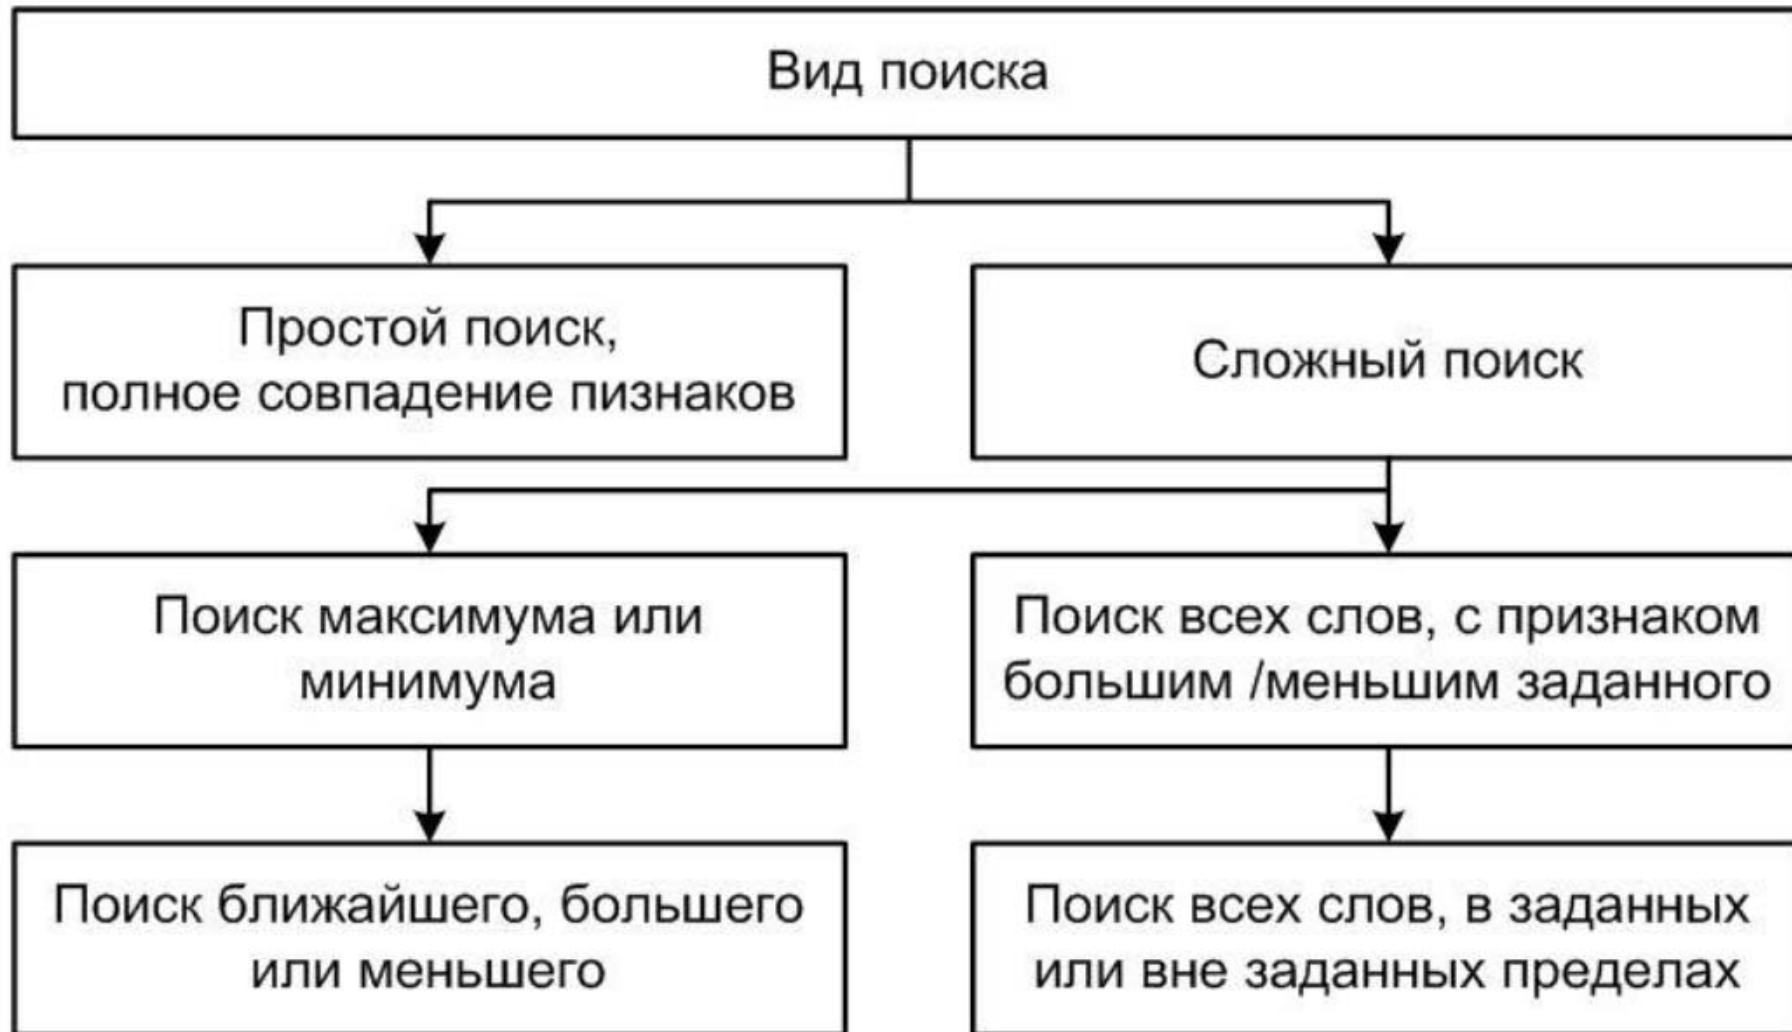 Вид поиска
Простой поиск,
полное совпадение пизнаков
Сложный поиск
Поиск максимума или
минимума
Поиск всех слов, с признаком
большим /меньшим заданного
Поиск ближайшего, большего
или меньшего
Поиск всех слов, в заданных
или вне заданных пределах